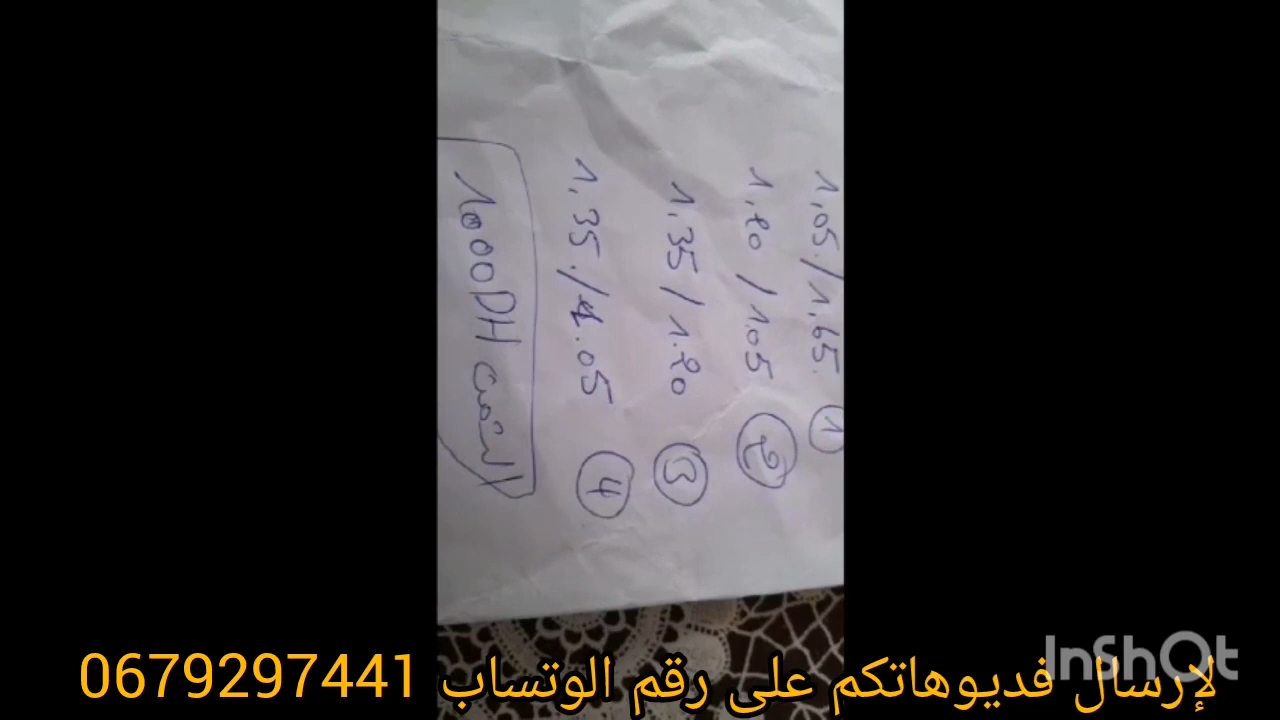 1,05./1,65. ①
1,20/1.05 ②
1,35/1.20 ③
1,35./1.05 ④
1000DH الثمن
لإرسال فديوهاتكم على رقم الوتساب 0679297441
InShOt